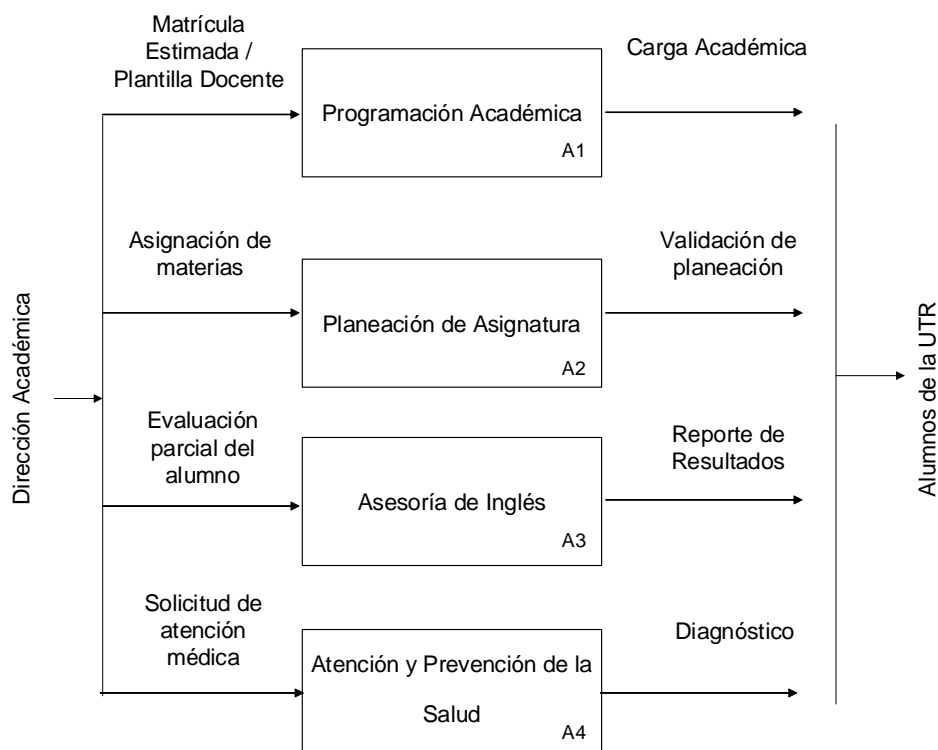 Matrícula
Estimada /
Plantilla Docente
Programación Académica
A1
Carga Académica
Asignación de
materias
Planeación de Asignatura
A2
Validación de
planeación
Dirección Académica
Alumnos de la UTR
Evaluación
parcial del
alumno
Asesoría de Inglés
A3
Reporte de
Resultados
Solicitud de
atención
médica
Atención y Prevención de la
Salud
A4
Diagnóstico